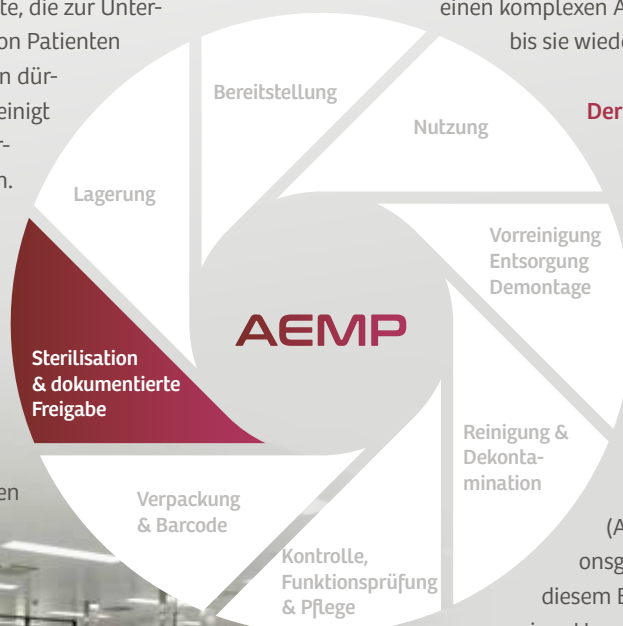 te, die zur Unter-
on Patienten
n dür-
einigt
r-
n.
en
einen komplexen A
bis sie wiede
Der
Bereitstellung
Nutzung
Vorreinigung
Entsorgung
Demontage
Reinigung &
Dekonta-
mination
Kontrolle,
Funktionsprüfung
& Pflege
Verpackung
& Barcode
Sterilisation
& dokumentierte
Freigabe
Lagerung
AEMP
(A
onsg
diesem B